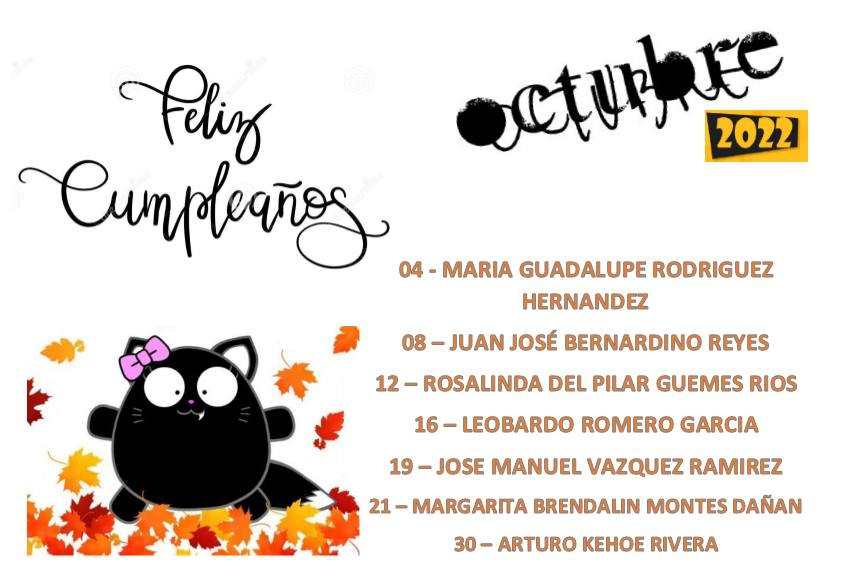 Feliz
Cumpleaños
octubre
2022
04 - MARIA GUADALUPE RODRIGUEZ
HERNANDEZ
08 – JUAN JOSÉ BERNARDINO REYES
12 – ROSALINDA DEL PILAR GUEMES RIOS
16 – LEOBARDO ROMERO GARCIA
19 – JOSE MANUEL VAZQUEZ RAMIREZ
21 – MARGARITA BRENDALIN MONTES DAÑAN
30 – ARTURO KEHOE RIVERA